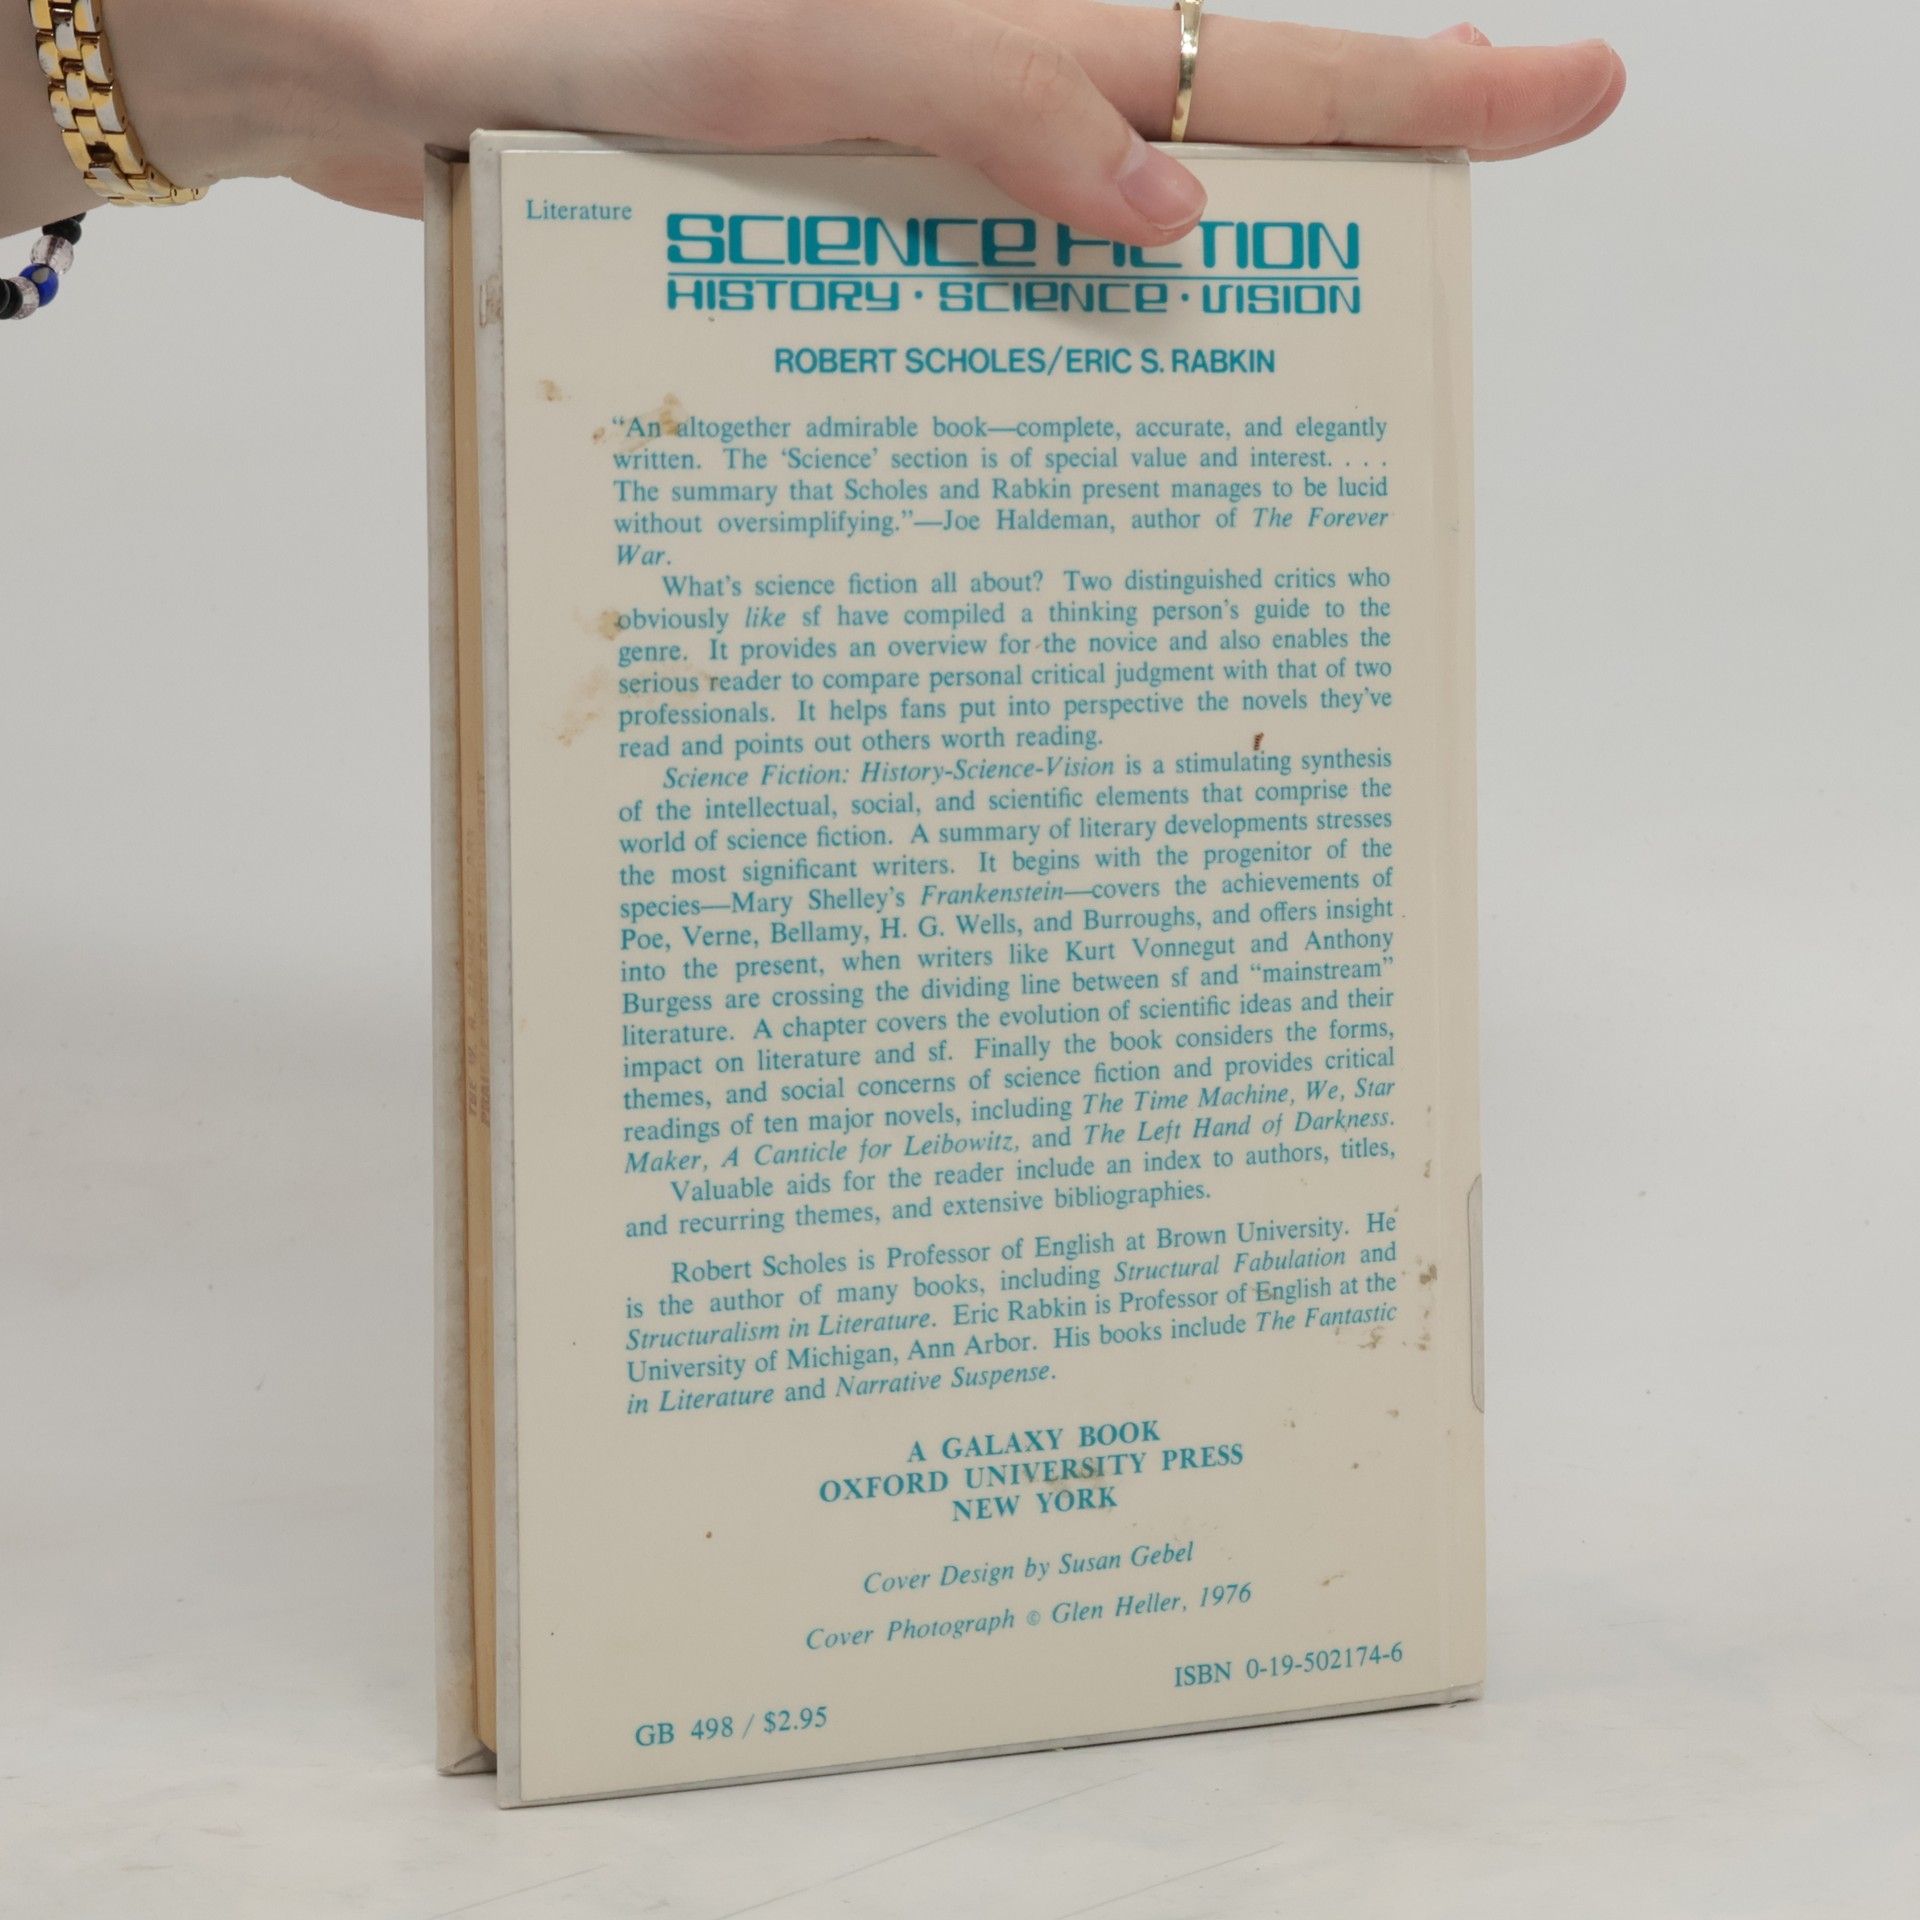 Literature
SCIENCE FICTION
HISTORY · SCIENCE · VISION
ROBERT SCHOLES/ERIC S. RABKIN
“An altogether admirable book—complete, accurate, and elegantly
written. The ‘Science’ section is of special value and interest. . . .
The summary that Scholes and Rabkin present manages to be lucid
without oversimplifying.”—Joe Haldeman, author of The Forever
War.
What’s science fiction all about? Two distinguished critics who
obviously like sf have compiled a thinking person’s guide to the
genre. It provides an overview for the novice and also enables the
serious reader to compare personal critical judgment with that of two
professionals. It helps fans put into perspective the novels they’ve
read and points out others worth reading.
Science Fiction: History-Science-Vision is a stimulating synthesis
of the intellectual, social, and scientific elements that comprise the
world of science fiction. A summary of literary developments stresses
the most significant writers. It begins with the progenitor of the
species—Mary Shelley’s Frankenstein—covers the achievements of
Poe, Verne, Bellamy, H. G. Wells, and Burroughs, and offers insight
into the present, when writers like Kurt Vonnegut and Anthony
Burgess are crossing the dividing line between sf and “mainstream”
literature. A chapter covers the evolution of scientific ideas and their
impact on literature and sf. Finally the book considers the forms,
themes, and social concerns of science fiction and provides critical
readings of ten major novels, including The Time Machine, We, Star
Maker, A Canticle for Leibowitz, and The Left Hand of Darkness.
Valuable aids for the reader include an index to authors, titles,
and recurring themes, and extensive bibliographies.
Robert Scholes is Professor of English at Brown University. He
is the author of many books, including Structural Fabulation and
Structuralism in Literature. Eric Rabkin is Professor of English at the
University of Michigan, Ann Arbor. His books include The Fantastic
in Literature and Narrative Suspense.
A GALAXY BOOK
OXFORD UNIVERSITY PRESS
NEW YORK
Cover Design by Susan Gebel
Cover Photograph © Glen Heller, 1976
ISBN 0-19-502174-6
GB 498 / $2.95